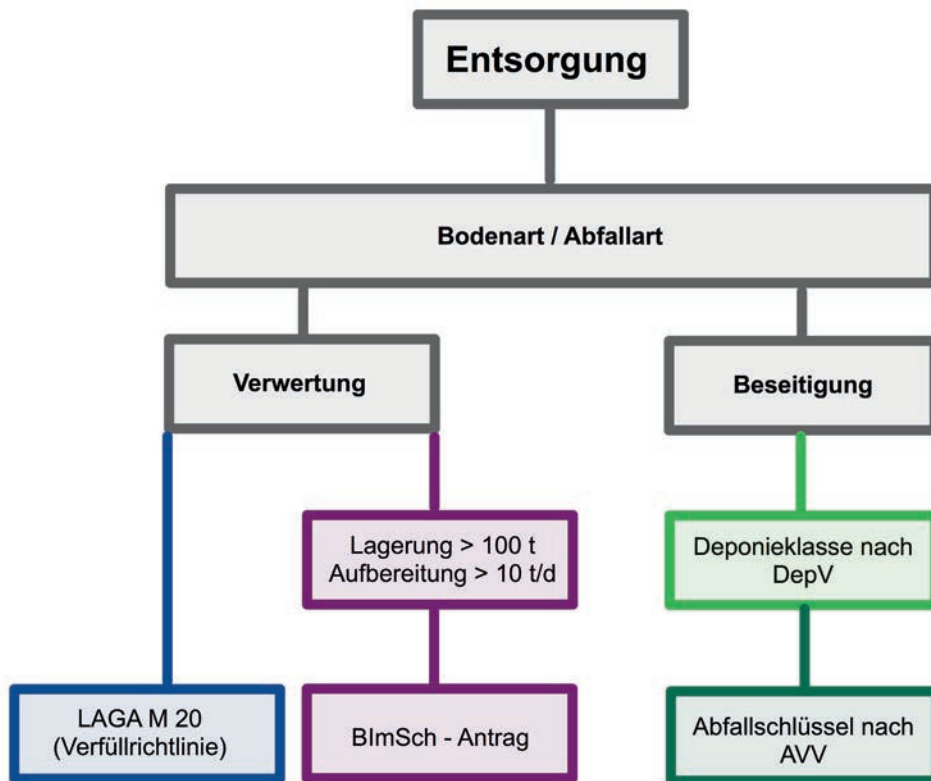 Entsorgung
Bodenart / Abfallart
Verwertung
Beseitigung
Lagerung > 100 t
Aufbereitung > 10 t/d
Deponieklasse nach
DepV
LAGA M 20
(Verfüllrichtlinie)
BImSch - Antrag
Abfallschlüssel nach
AVV